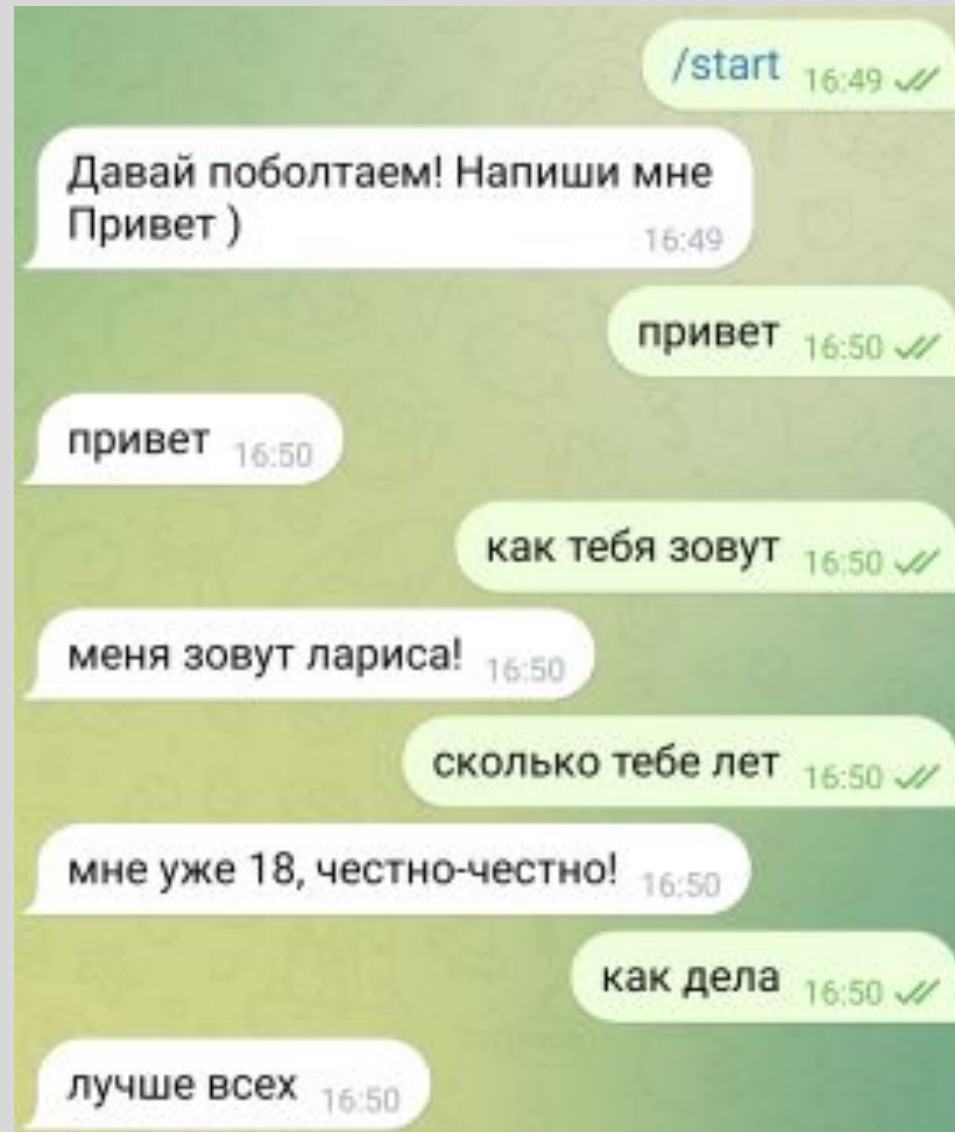 /start 16:49
Давай поболтаем! Напиши мне
Привет ) 16:49
привет 16:50
привет 16:50
как тебя зовут 16:50
меня зовут лариса! 16:50
сколько тебе лет 16:50
мне уже 18, честно-честно! 16:50
как дела 16:50
лучше всех 16:50